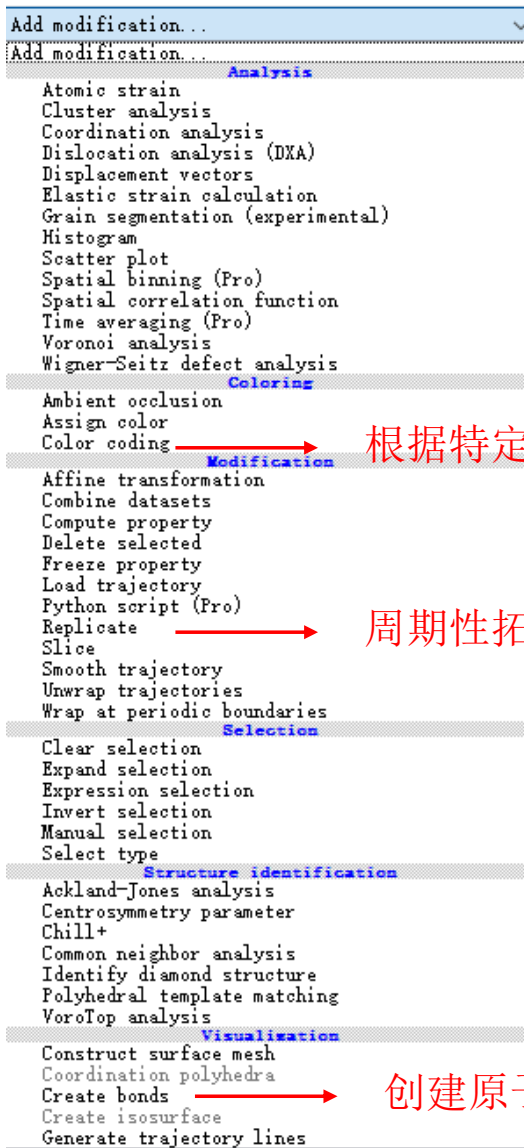 Add modification...
Add modification...
Analysis
Atomic strain
Cluster analysis
Coordination analysis
Dislocation analysis (DXA)
Displacement vectors
Elastic strain calculation
Grain segmentation (experimental)
Histogram
Scatter plot
Spatial binning (Pro)
Spatial correlation function
Time averaging (Pro)
Voronoi analysis
Wigner-Seitz defect analysis
Coloring
Ambient occlusion
Assign color
Color coding 根据特定
Modification
Affine transformation
Combine datasets
Compute property
Delete selected
Freeze property
Load trajectory
Python script (Pro)
Replicate 周期性拓
Slice
Smooth trajectory
Unwrap trajectories
Wrap at periodic boundaries
Selection
Clear selection
Expand selection
Expression selection
Invert selection
Manual selection
Select type
Structure identification
Ackland-Jones analysis
Centrosymmetry parameter
Chill+
Common neighbor analysis
Identify diamond structure
Polyhedral template matching
VoroTop analysis
Visualization
Construct surface mesh
Coordination polyhedra
Create bonds 创建原子
Create isosurface
Generate trajectory lines